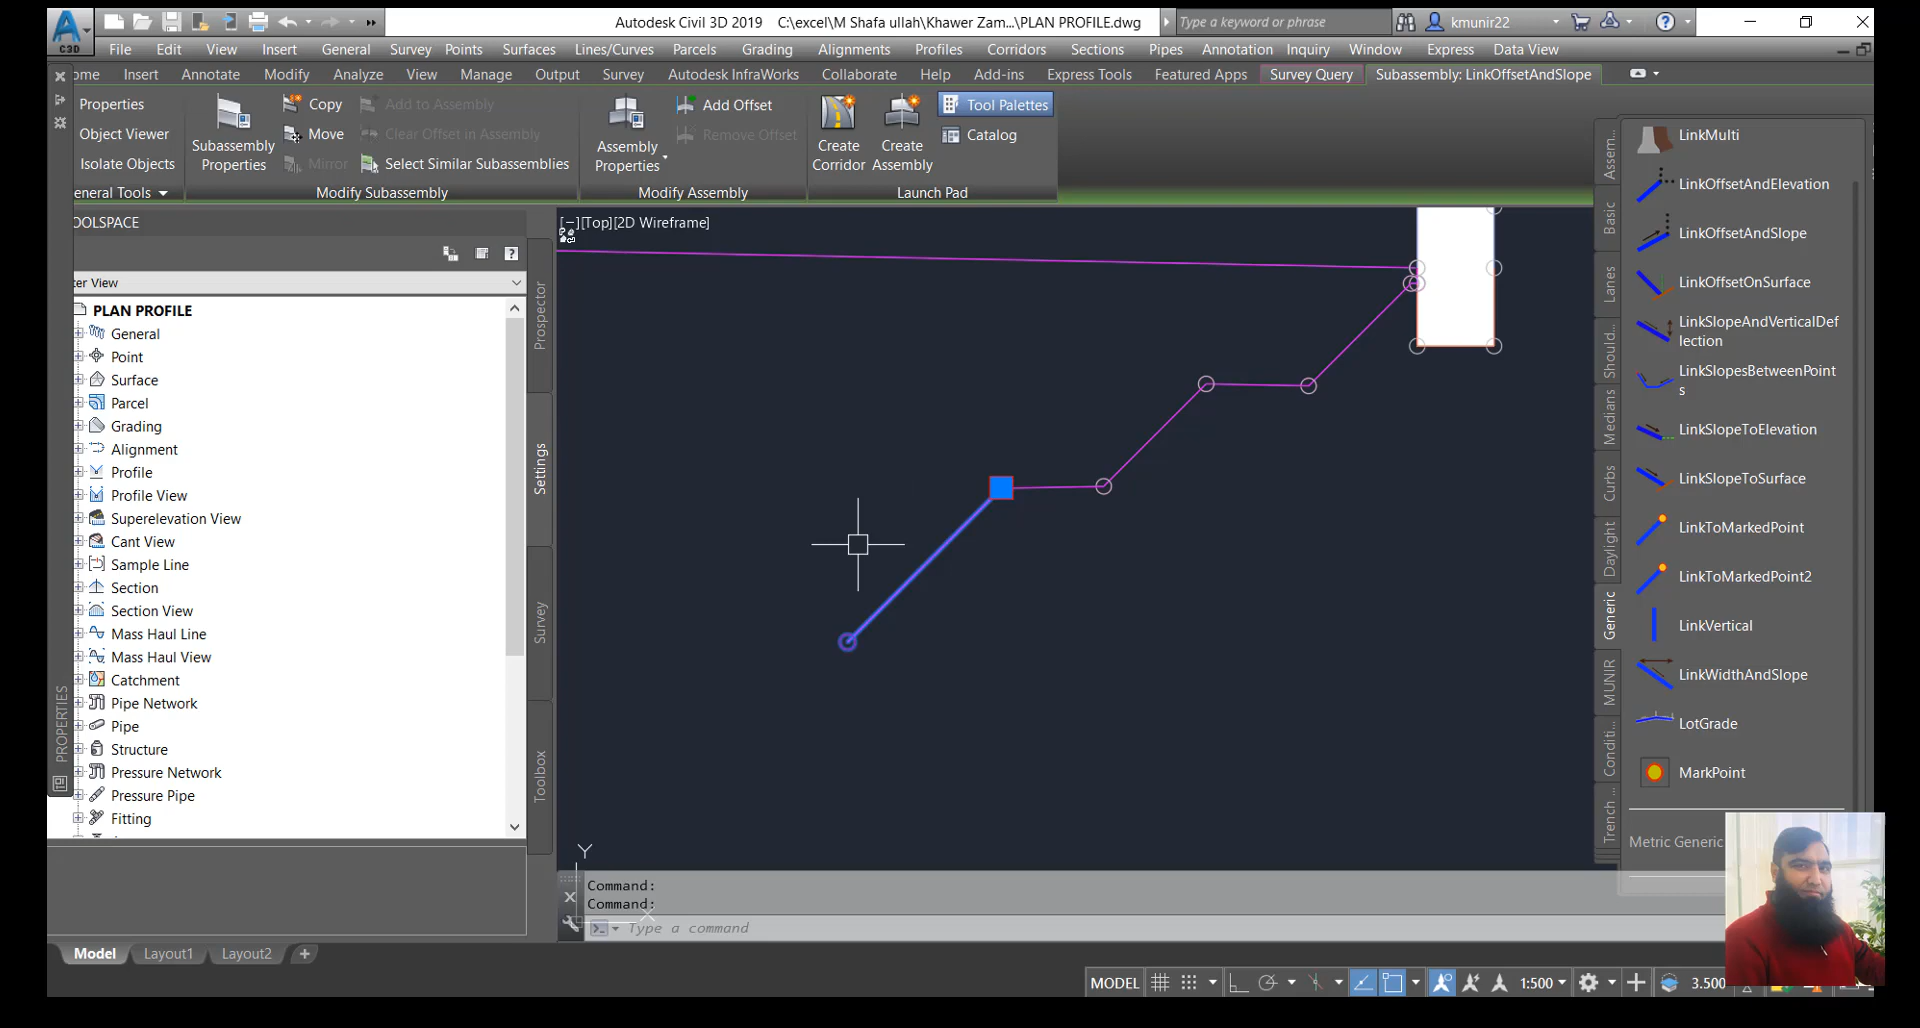 Autodesk Civil 3D 2019 C:\excel\M Shafa ullah\Khawer Zam...\PLAN PROFILE.dwg
Type a keyword or phrase
kmunir22
C3D
File Edit View Insert General Survey Points Surfaces Lines/Curves Parcels Grading Alignments Profiles Corridors Sections Pipes Annotation Inquiry Window Express Data View
ome Insert Annotate Modify Analyze View Manage Output Survey Autodesk InfraWorks Collaborate Help Add-ins Express Tools Featured Apps Survey Query Subassembly: LinkOffsetAndSlope
Properties
Object Viewer
Isolate Objects
eneral Tools
Subassembly
Properties
Copy
Move
Mirror
Add to Assembly
Clear Offset in Assembly
Select Similar Subassemblies
Modify Subassembly
Assembly
Properties
Add Offset
Remove Offset
Modify Assembly
Create
Corridor
Create
Assembly
Tool Palettes
Catalog
Launch Pad
OOLSPACE
ter View
PLAN PROFILE
General
Point
Surface
Parcel
Grading
Alignment
Profile
Profile View
Superelevation View
Cant View
Sample Line
Section
Section View
Mass Haul Line
Mass Haul View
Catchment
Pipe Network
Pipe
Structure
Pressure Network
Pressure Pipe
Fitting
PROPERTIES
Prospector
Settings
Survey
Toolbox
[−][Top][2D Wireframe]
Y
X
Command:
Command:
Type a command
Assem...
Basic
Lanes
Should...
Medians
Curbs
Daylight
Generic
MUNIR
Conditi...
Trench ...
LinkMulti
LinkOffsetAndElevation
LinkOffsetAndSlope
LinkOffsetOnSurface
LinkSlopeAndVerticalDef
lection
LinkSlopesBetweenPoint
s
LinkSlopeToElevation
LinkSlopeToSurface
LinkToMarkedPoint
LinkToMarkedPoint2
LinkVertical
LinkWidthAndSlope
LotGrade
MarkPoint
Metric Generic
Model Layout1 Layout2 +
MODEL
1:500
3.500